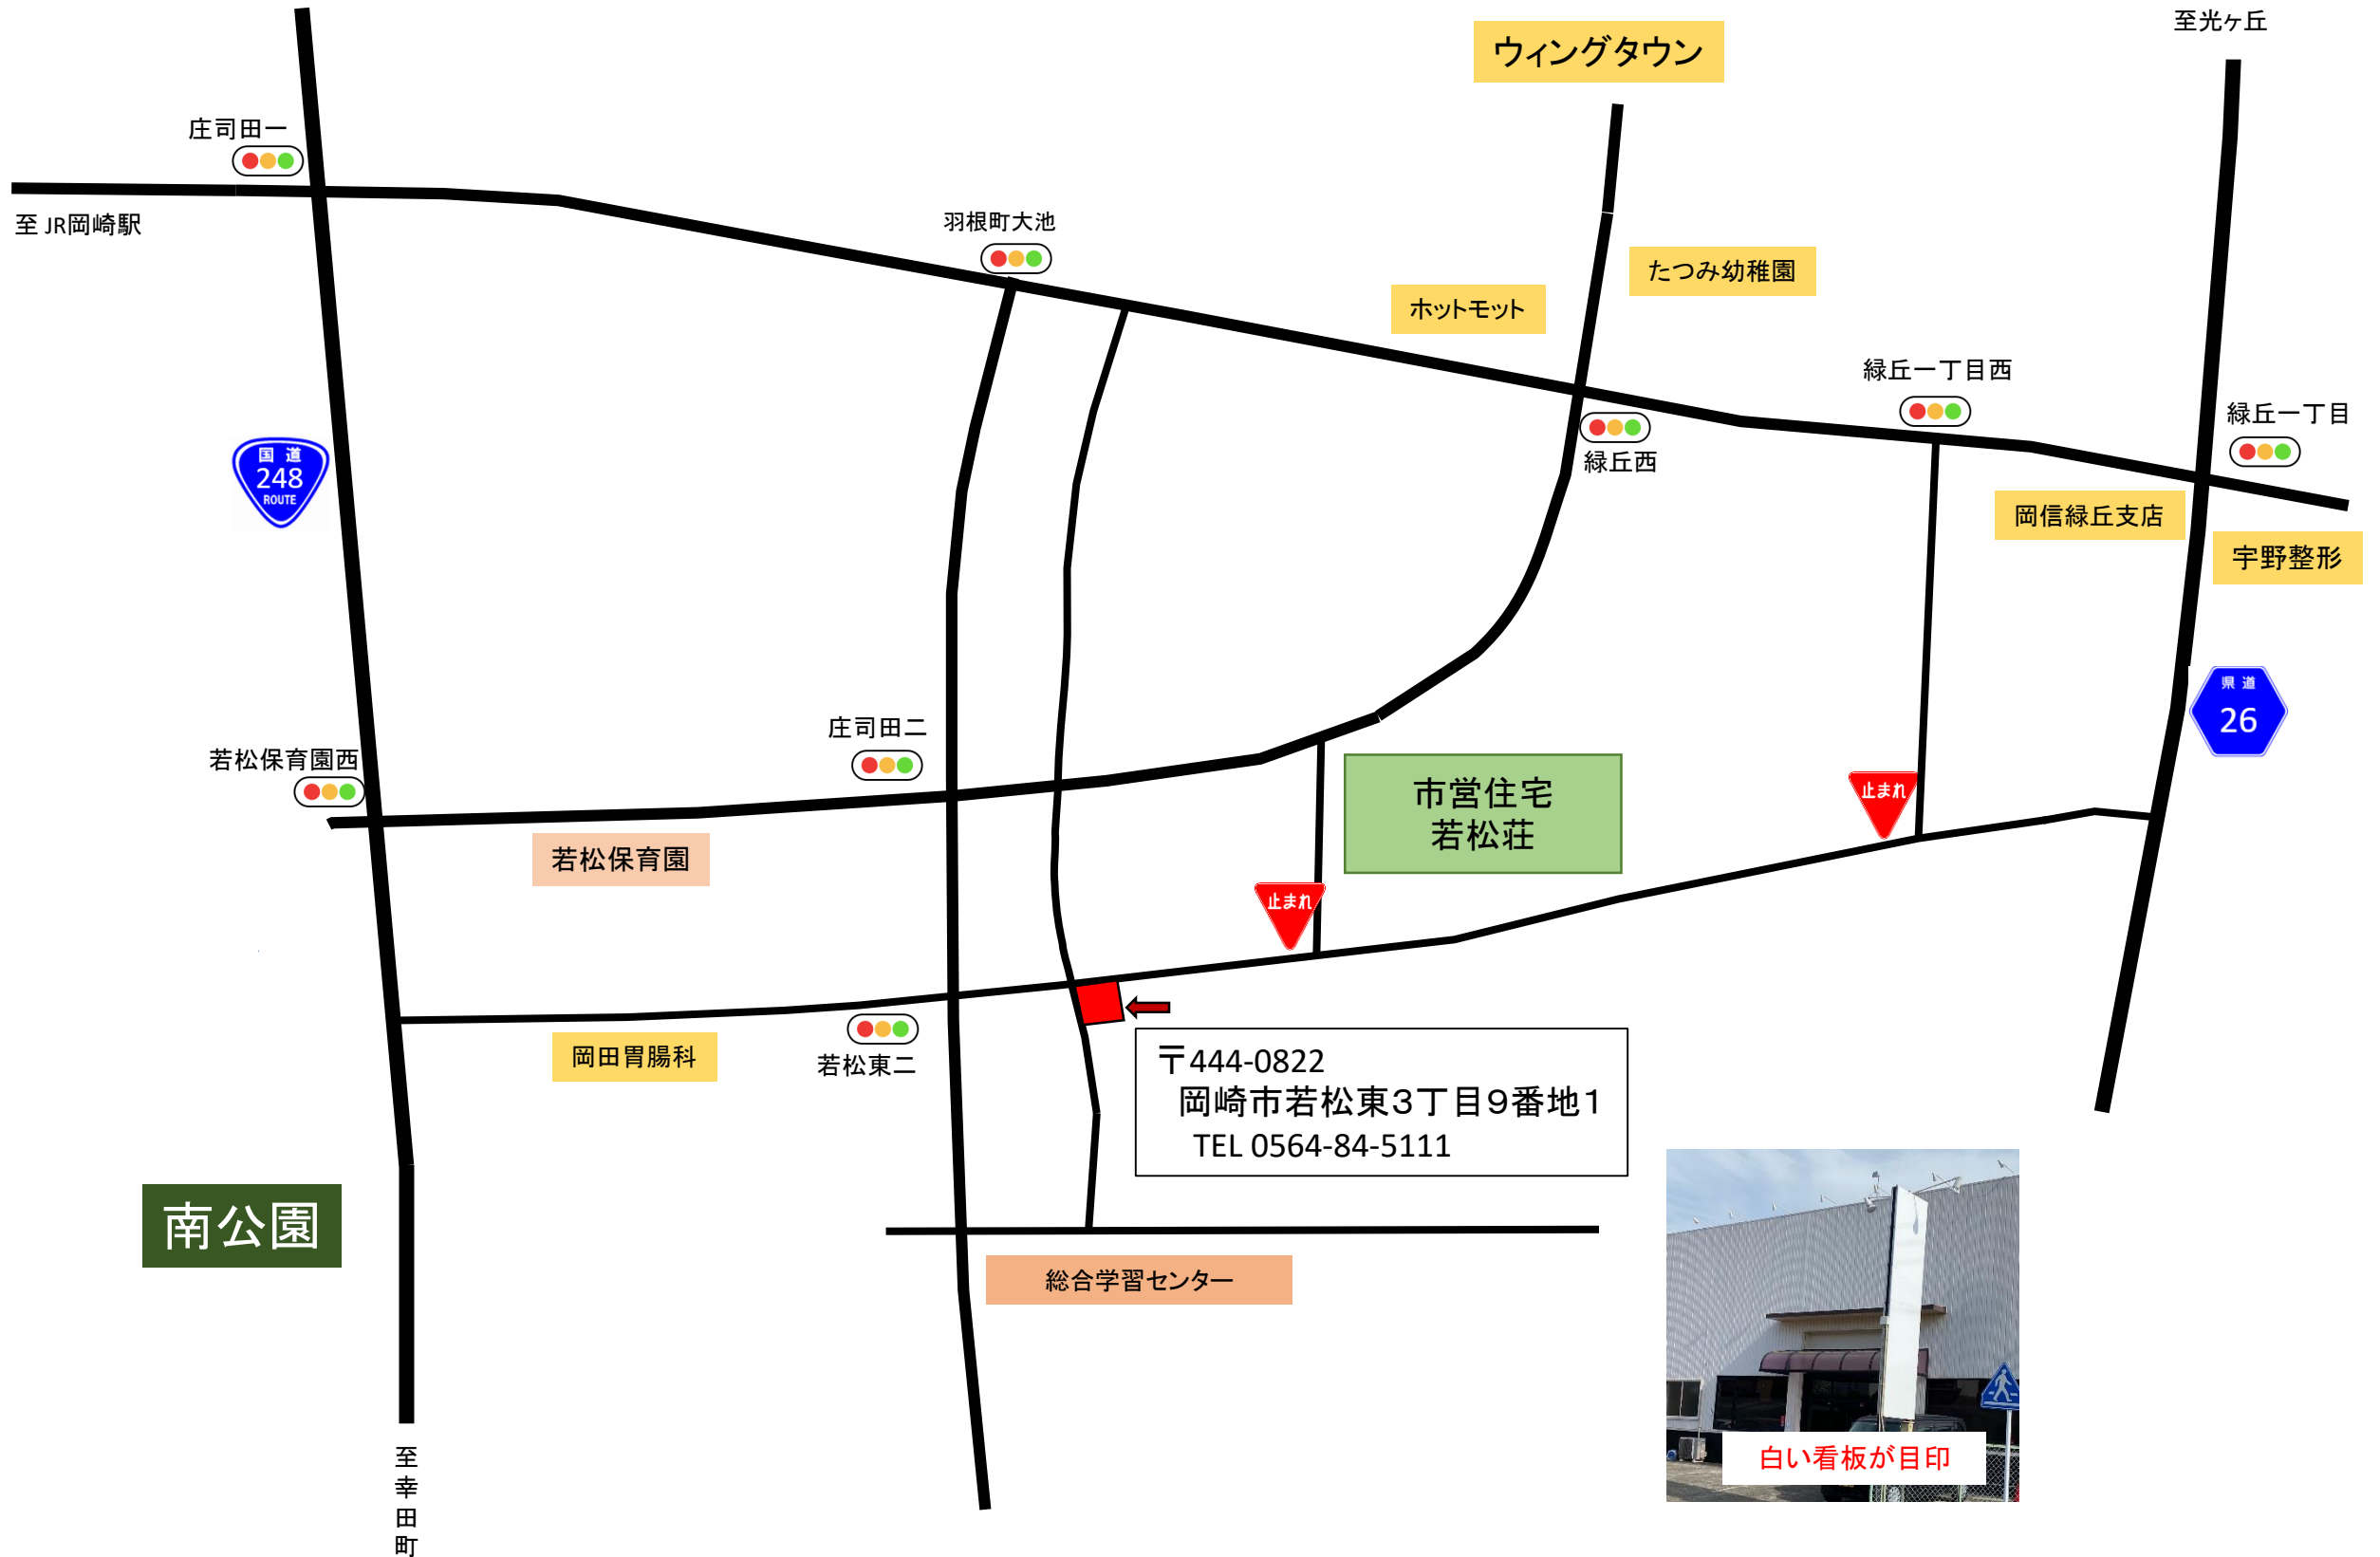 至光ヶ丘
ウィングタウン
庄司田一
至 JR岡崎駅
羽根町大池
たつみ幼稚園
ホットモット
緑丘一丁目西
緑丘一丁目
緑丘西
国 道
248
ROUTE
岡信緑丘支店
宇野整形
県 道
26
庄司田二
若松保育園西
市営住宅
若松荘
止まれ
若松保育園
止まれ
岡田胃腸科
若松東二
〒444-0822
岡崎市若松東3丁目9番地1
TEL 0564-84-5111
南公園
総合学習センター
白い看板が目印
至幸田町